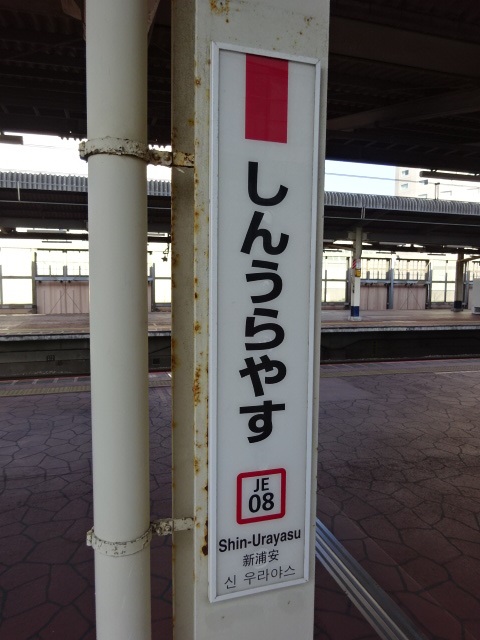 しんうらやす
JE
08
Shin-Urayasu
新浦安
신 우라야스